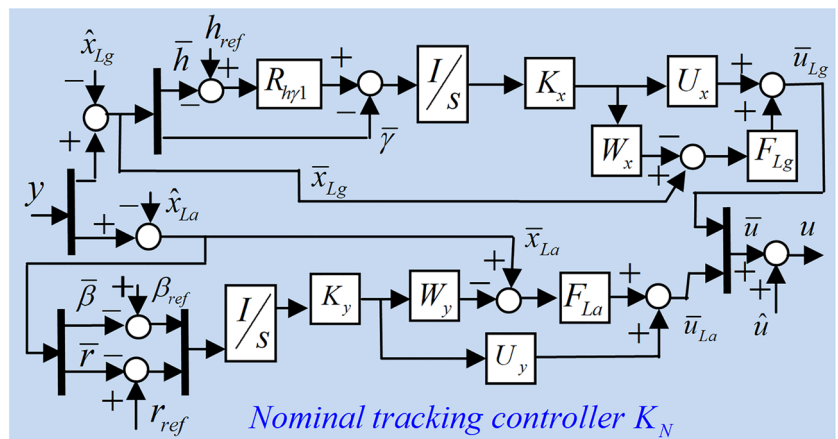 x̂_Lg
h̄
h_ref
R_hγ1
I/s
K_x
U_x
ū_Lg
+
−
−
+
+
−
+
+
γ̄
W_x
−
+
F_Lg
x̄_Lg
y
+
−
x̂_La
x̄_La
ū
u
+
+
û
β̄
−
+
β_ref
r̄
−
+
r_ref
I/s
K_y
W_y
−
+
F_La
+
+
ū_La
U_y
Nominal tracking controller K_N